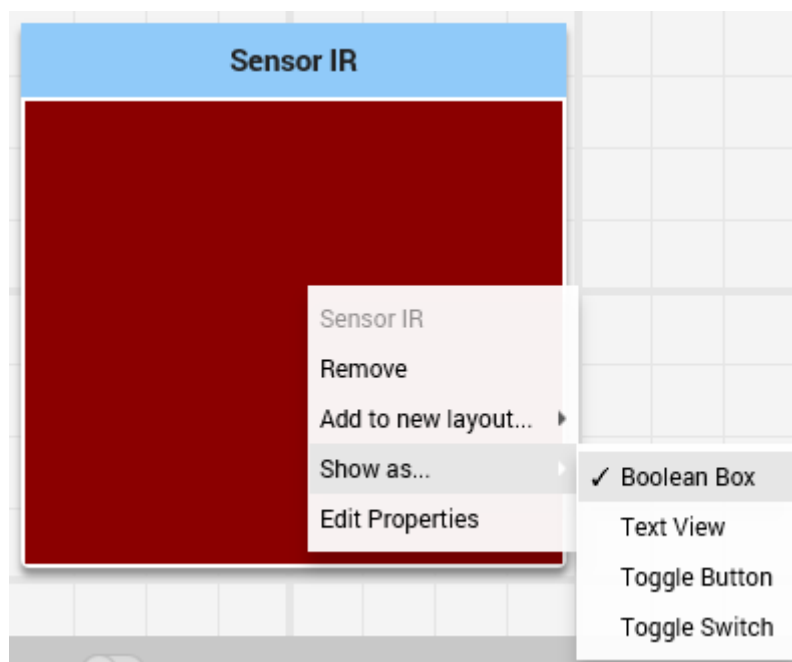 Sensor IR
Sensor IR
Remove
Add to new layout...
Show as...
Edit Properties
✓ Boolean Box
Text View
Toggle Button
Toggle Switch